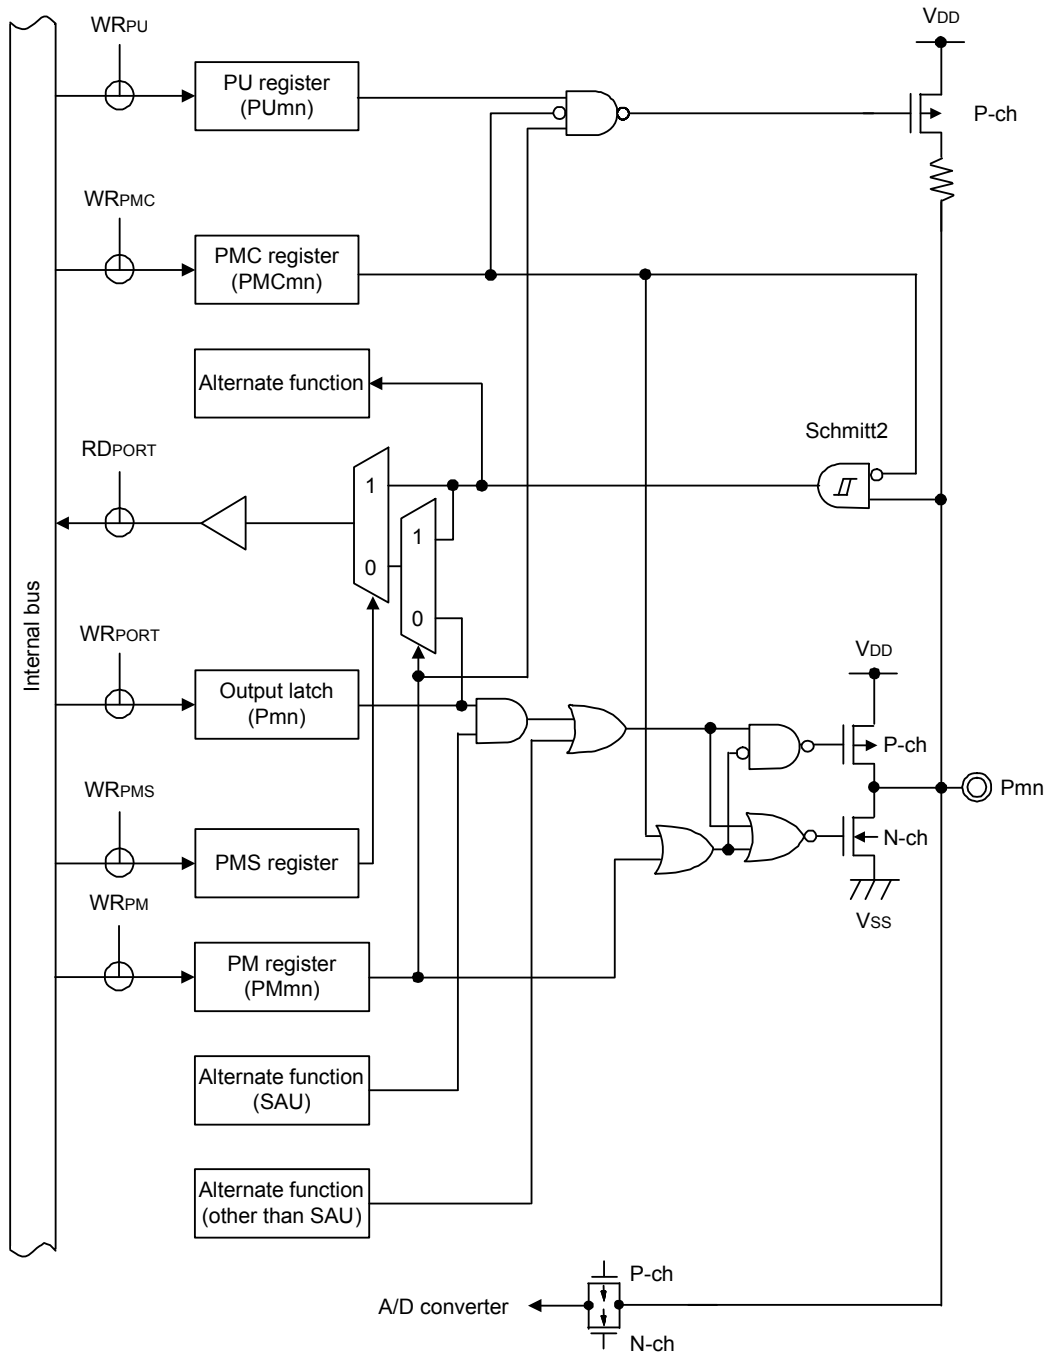 WRPU
VDD
PU register
(PUmn)
P-ch
WRPMC
PMC register
(PMCmn)
Alternate function
Schmitt2
RDPORT
1
1
0
0
Internal bus
WRPORT
Output latch
(Pmn)
VDD
P-ch
Pmn
WRPMS
PMS register
N-ch
WRPM
VSS
PM register
(PMmn)
Alternate function
(SAU)
Alternate function
(other than SAU)
P-ch
A/D converter
N-ch